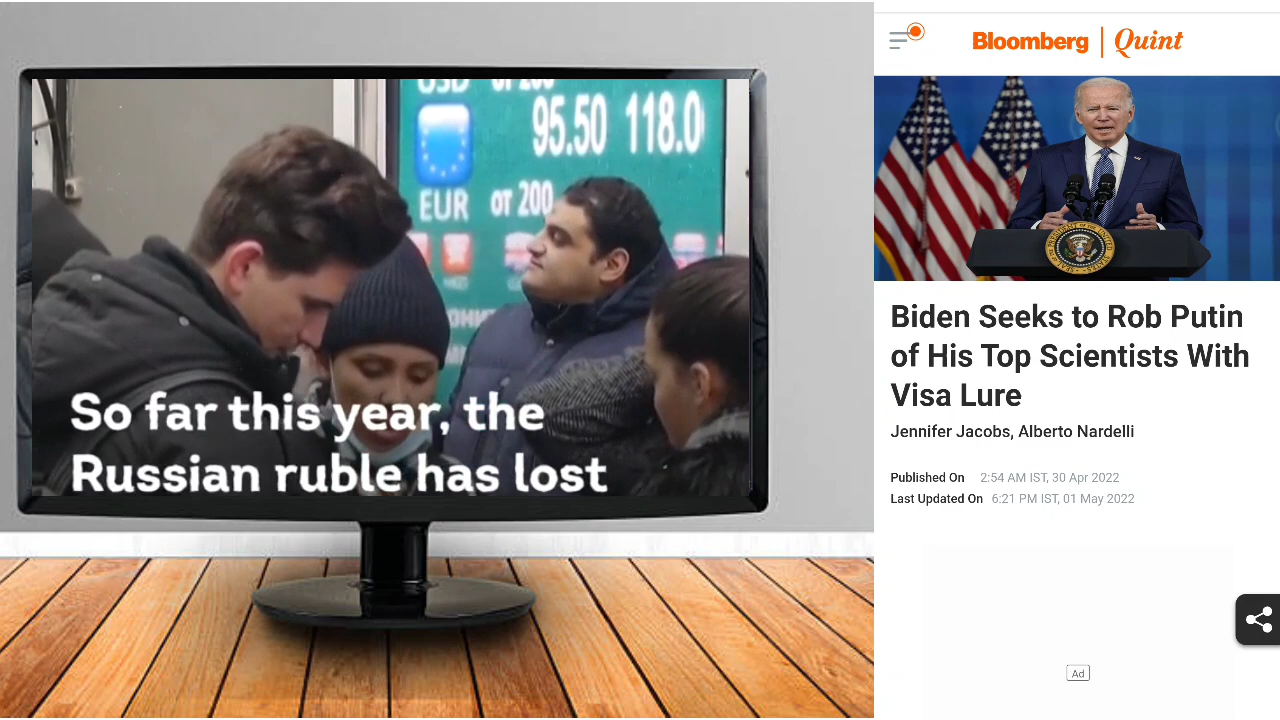 USD от 200
95.50 118.0
EUR от 200
So far this year, the
Russian ruble has lost
Bloomberg | Quint
Biden Seeks to Rob Putin
of His Top Scientists With
Visa Lure
Jennifer Jacobs, Alberto Nardelli
Published On 2:54 AM IST, 30 Apr 2022
Last Updated On 6:21 PM IST, 01 May 2022
Ad